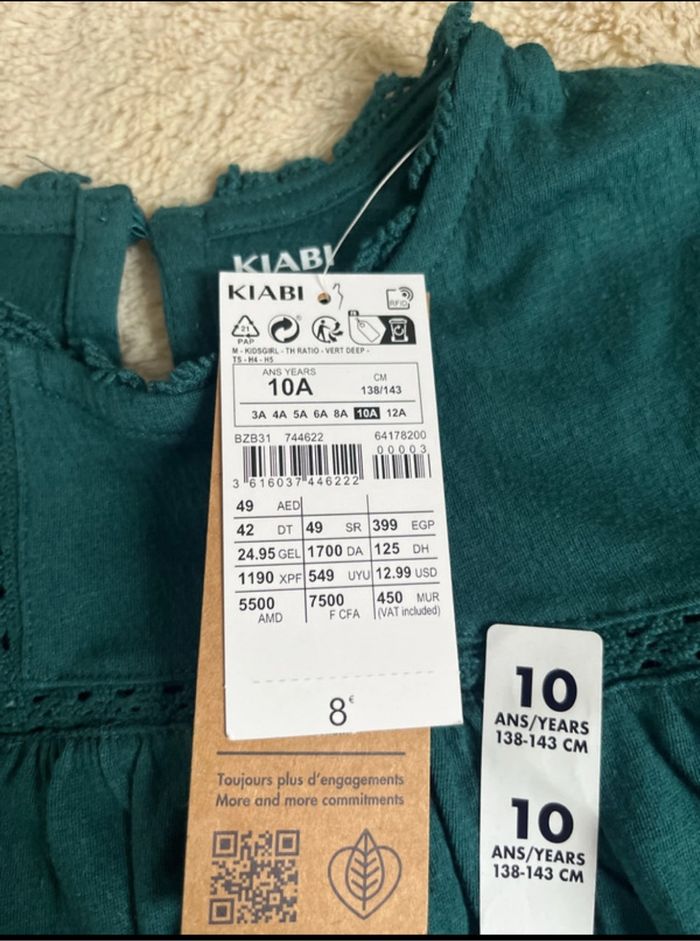 KIABI
KIABI
RFID
21
PAP
®
FR
M - KIDSGIRL - TH RATIO - VERT DEEP -
TS - H4 - H5
ANS YEARS
10A
CM
138/143
3A 4A 5A 6A 8A 10A 12A
BZB31 744622 64178200
00003
3 616037 446222
49 AED
42 DT 49 SR 399 EGP
24.95 GEL 1700 DA 125 DH
1190 XPF 549 UYU 12.99 USD
5500 AMD 7500 F CFA 450 MUR
(VAT included)
8€
Toujours plus d'engagements
More and more commitments
10
ANS/YEARS
138-143 CM
10
ANS/YEARS
138-143 CM